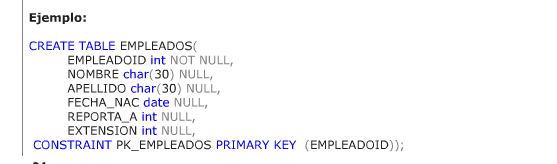 Ejemplo:
CREATE TABLE EMPLEADOS(
EMPLEADOID int NOT NULL,
NOMBRE char(30) NULL,
APELLIDO char(30) NULL,
FECHA_NAC date NULL,
REPORTA_A int NULL,
EXTENSION int NULL,
CONSTRAINT PK_EMPLEADOS PRIMARY KEY (EMPLEADOID));